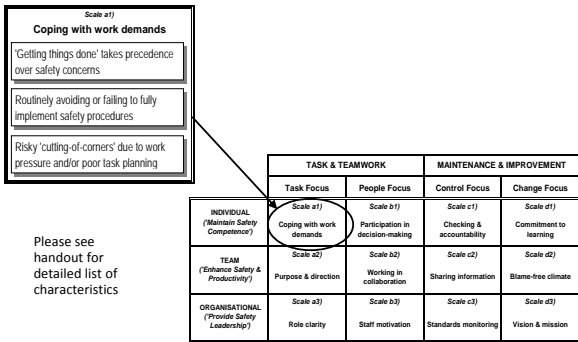 Scale a1)
Coping with work demands
'Getting things done' takes precedence
over safety concerns
Routinely avoiding or failing to fully
implement safety procedures
Risky 'cutting-of-corners' due to work
pressure and/or poor task planning
Please see
handout for
detailed list of
characteristics
TASK & TEAMWORK
MAINTENANCE & IMPROVEMENT
Task Focus
People Focus
Control Focus
Change Focus
INDIVIDUAL
('Maintain Safety
Competence')
Scale a1)
Coping with work
demands
Scale b1)
Participation in
decision-making
Scale c1)
Checking &
accountability
Scale d1)
Commitment to
learning
TEAM
('Enhance Safety &
Productivity')
Scale a2)
Purpose & direction
Scale b2)
Working in
collaboration
Scale c2)
Sharing information
Scale d2)
Blame-free climate
ORGANISATIONAL
('Provide Safety
Leadership')
Scale a3)
Role clarity
Scale b3)
Staff motivation
Scale c3)
Standards monitoring
Scale d3)
Vision & mission